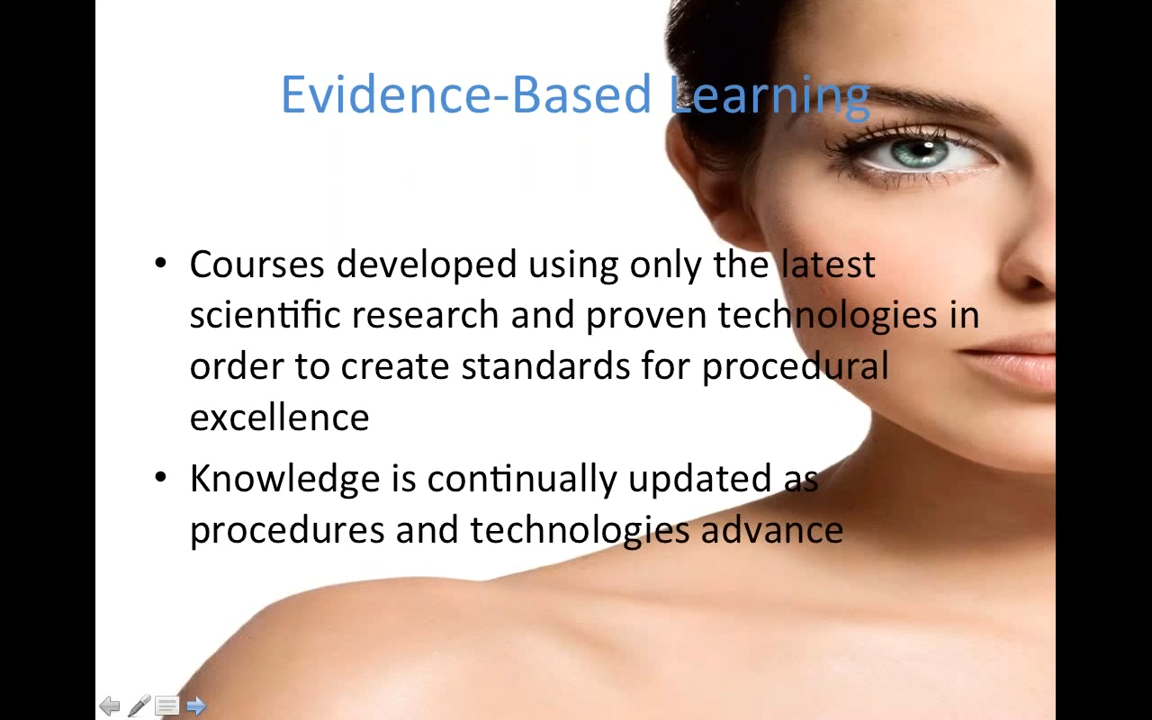 Evidence-Based Learning
• Courses developed using only the latest
scientific research and proven technologies in
order to create standards for procedural
excellence
• Knowledge is continually updated as
procedures and technologies advance